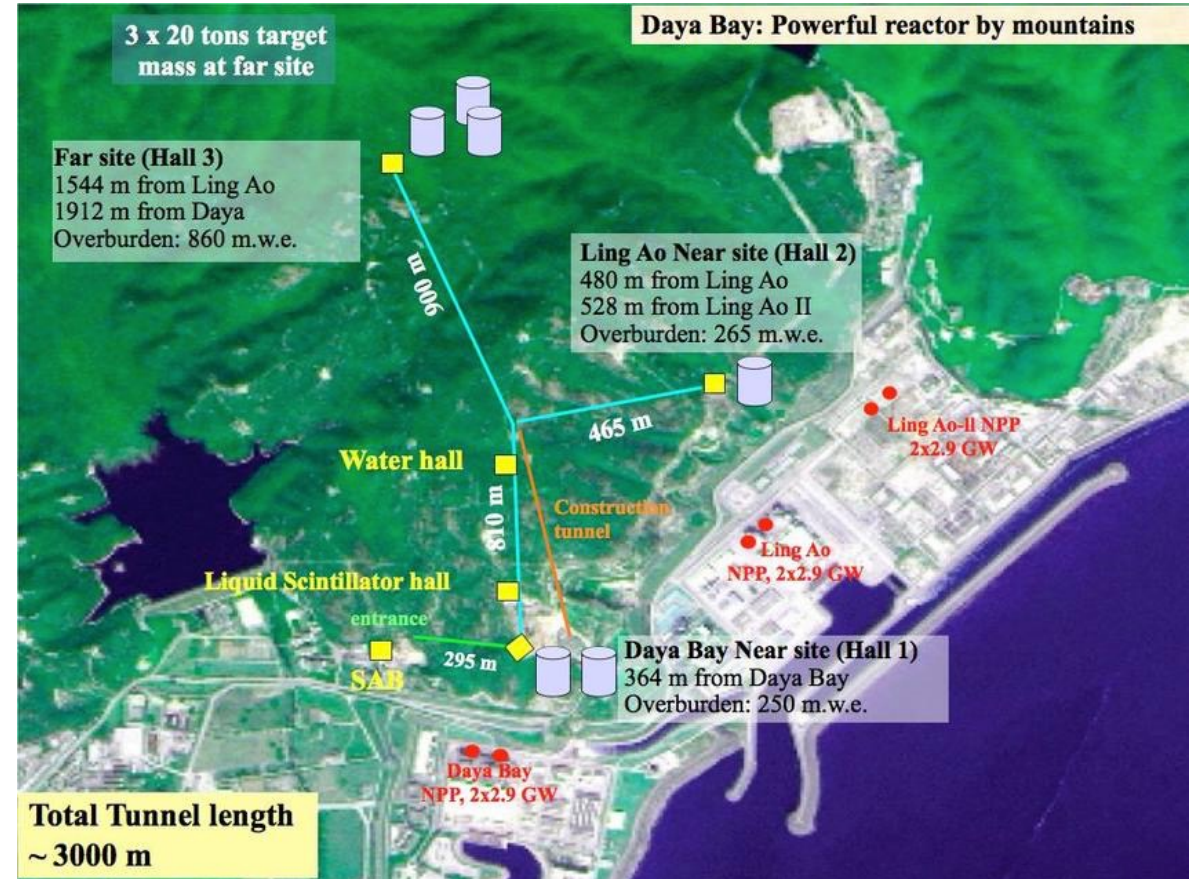 3 x 20 tons target
mass at far site
Daya Bay: Powerful reactor by mountains
Far site (Hall 3)
1544 m from Ling Ao
1912 m from Daya
Overburden: 860 m.w.e.
900 m
Ling Ao Near site (Hall 2)
480 m from Ling Ao
528 m from Ling Ao II
Overburden: 265 m.w.e.
465 m
Ling Ao-ll NPP
2x2.9 GW
Water hall
810 m
Construction
tunnel
Ling Ao
NPP, 2x2.9 GW
Liquid Scintillator hall
entrance
295 m
SAB
Daya Bay Near site (Hall 1)
364 m from Daya Bay
Overburden: 250 m.w.e.
Daya Bay
NPP, 2x2.9 GW
Total Tunnel length
~ 3000 m